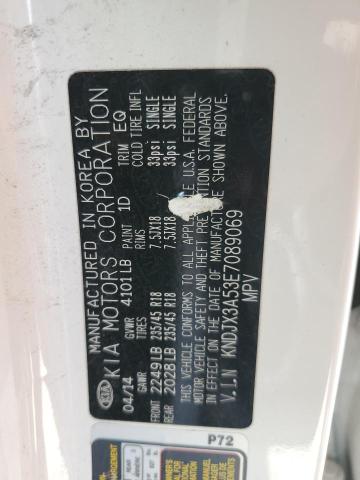 MANUFACTURED IN KOREA BY
KIA KIA MOTORS CORPORATION
04/14 GVWR 4101LB PAINT 1D TRIM EQ
GAWR TIRES RIMS COLD TIRE INFL
FRONT 2249LB 235/45 R18 7.5JX18 33psi SINGLE
REAR 2028LB 235/45 R18 7.5JX18 33psi SINGLE
THIS VEHICLE CONFORMS TO ALL APPLICABLE U.S.A. FEDERAL
MOTOR VEHICLE SAFETY AND THEFT PREVENTION STANDARDS
IN EFFECT ON THE DATE OF MANUFACTURE SHOWN ABOVE.
V.I.N KNDJX3A53E7089069
MPV
P72